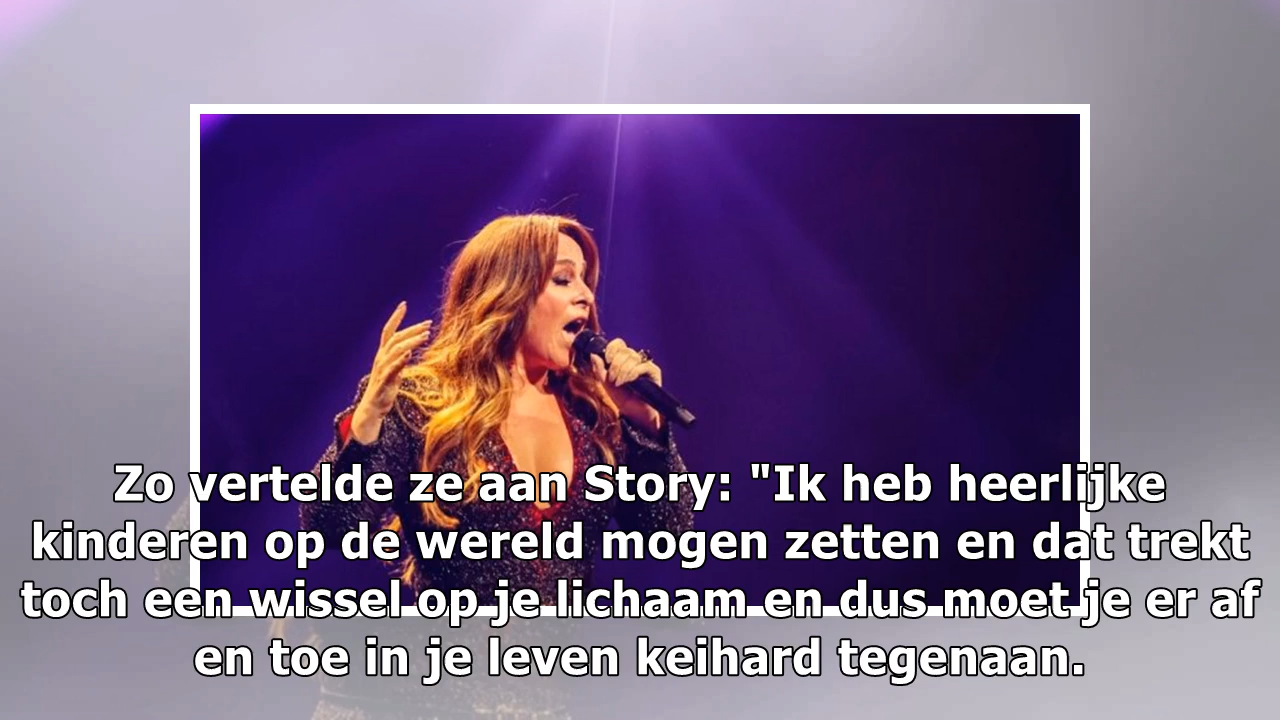 Zo vertelde ze aan Story: "Ik heb heerlijke
kinderen op de wereld mogen zetten en dat trekt
toch een wissel op je lichaam en dus moet je er af
en toe in je leven keihard tegenaan.